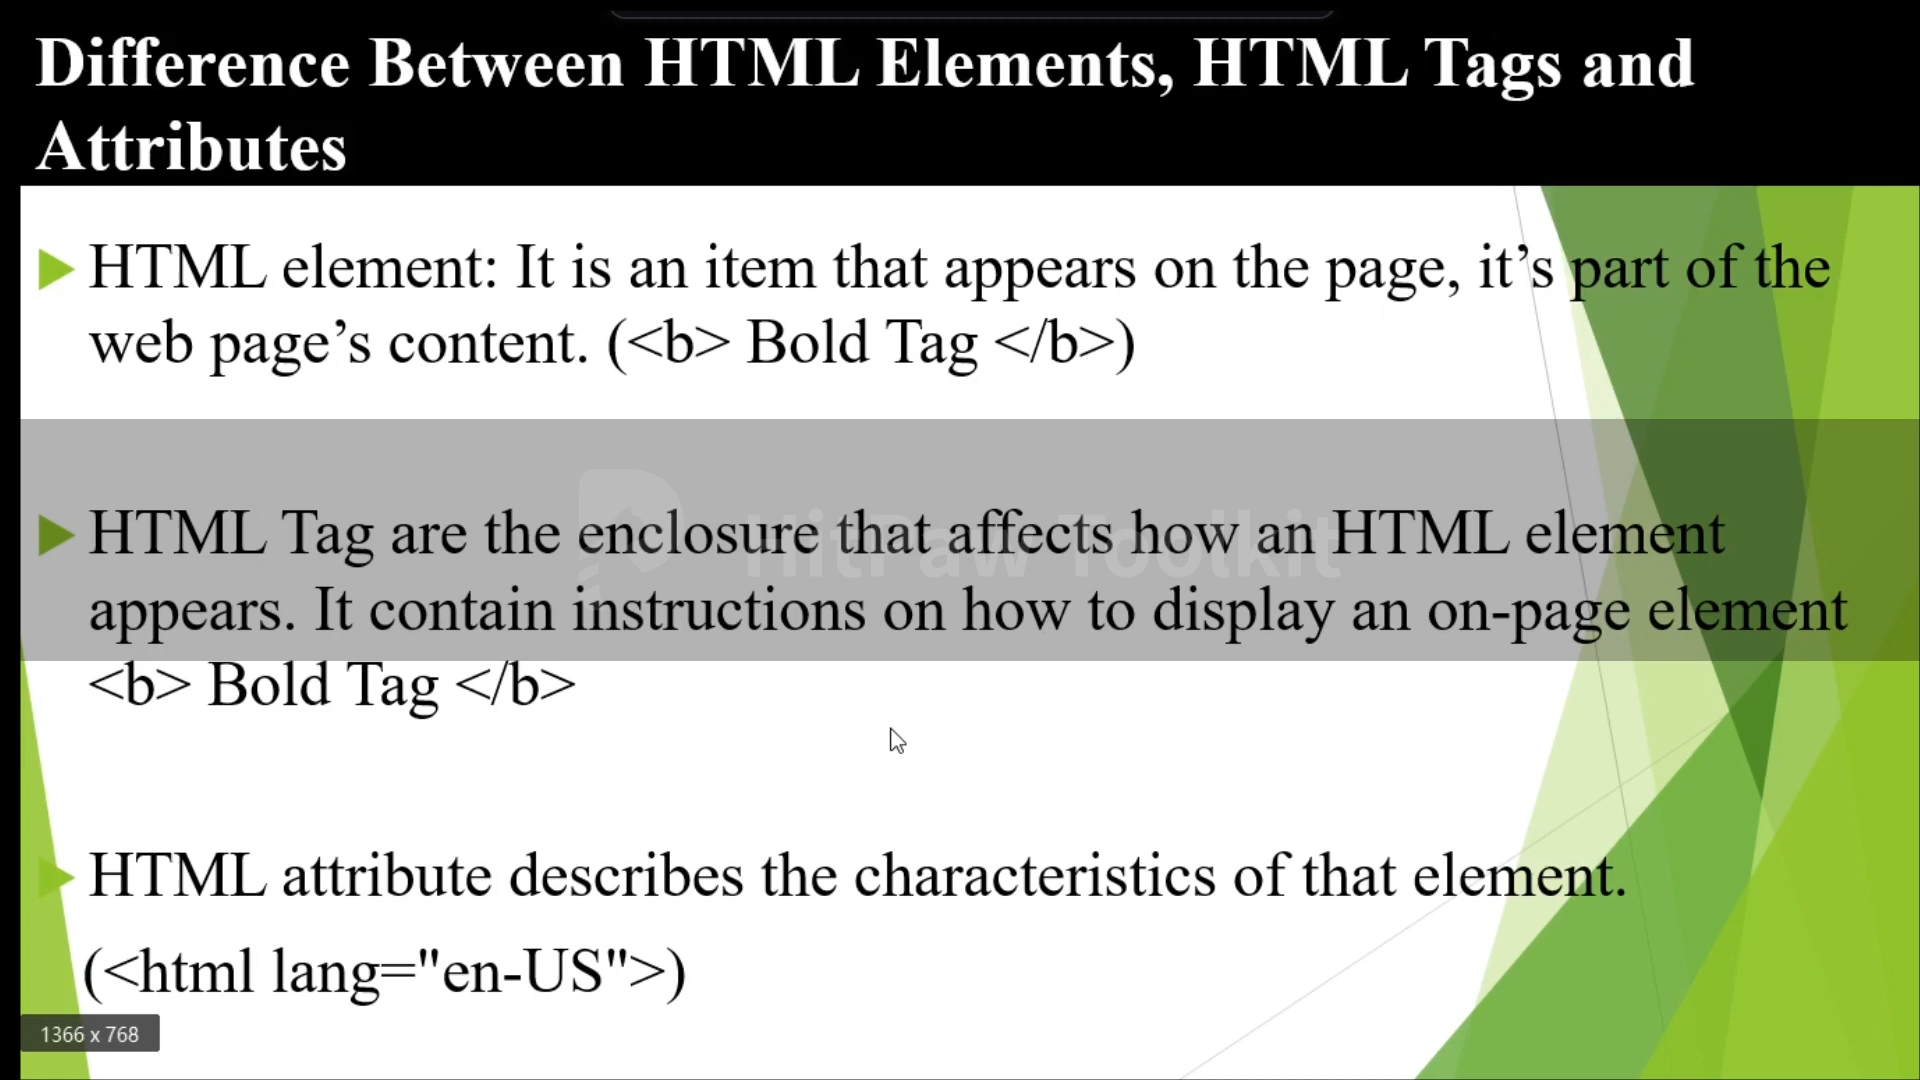 Difference Between HTML Elements, HTML Tags and
Attributes
HTML element: It is an item that appears on the page, it’s part of the
web page’s content. (<b> Bold Tag </b>)
HitPaw Toolkit
HTML Tag are the enclosure that affects how an HTML element
appears. It contain instructions on how to display an on-page element
<b> Bold Tag </b>
HTML attribute describes the characteristics of that element.
(<html lang="en-US">)
1366 x 768